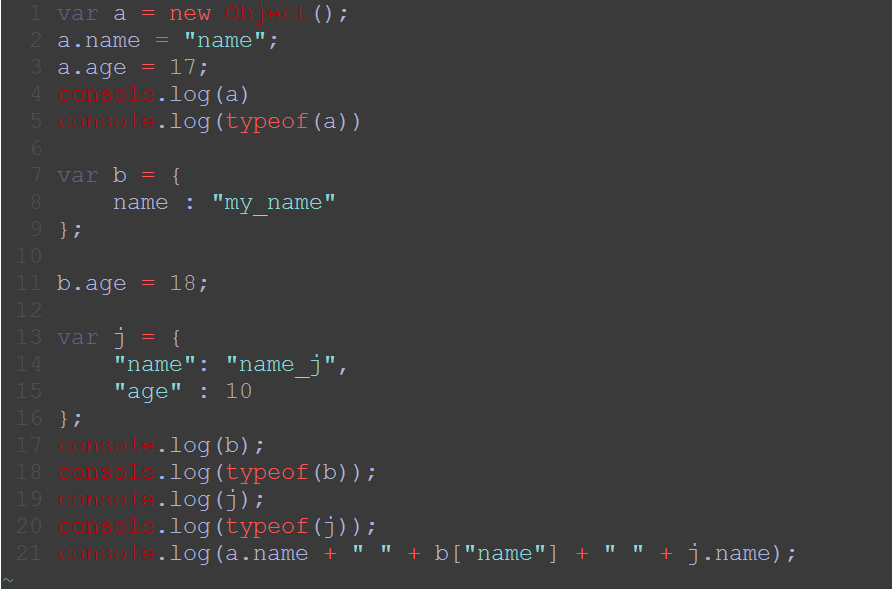 1 var a = new Object();
2 a.name = "name";
3 a.age = 17;
4 console.log(a)
5 console.log(typeof(a))
6
7 var b = {
8     name : "my_name"
9 };
10
11 b.age = 18;
12
13 var j = {
14     "name": "name_j",
15     "age" : 10
16 };
17 console.log(b);
18 console.log(typeof(b));
19 console.log(j);
20 console.log(typeof(j));
21 console.log(a.name + " " + b["name"] + " " + j.name);
~